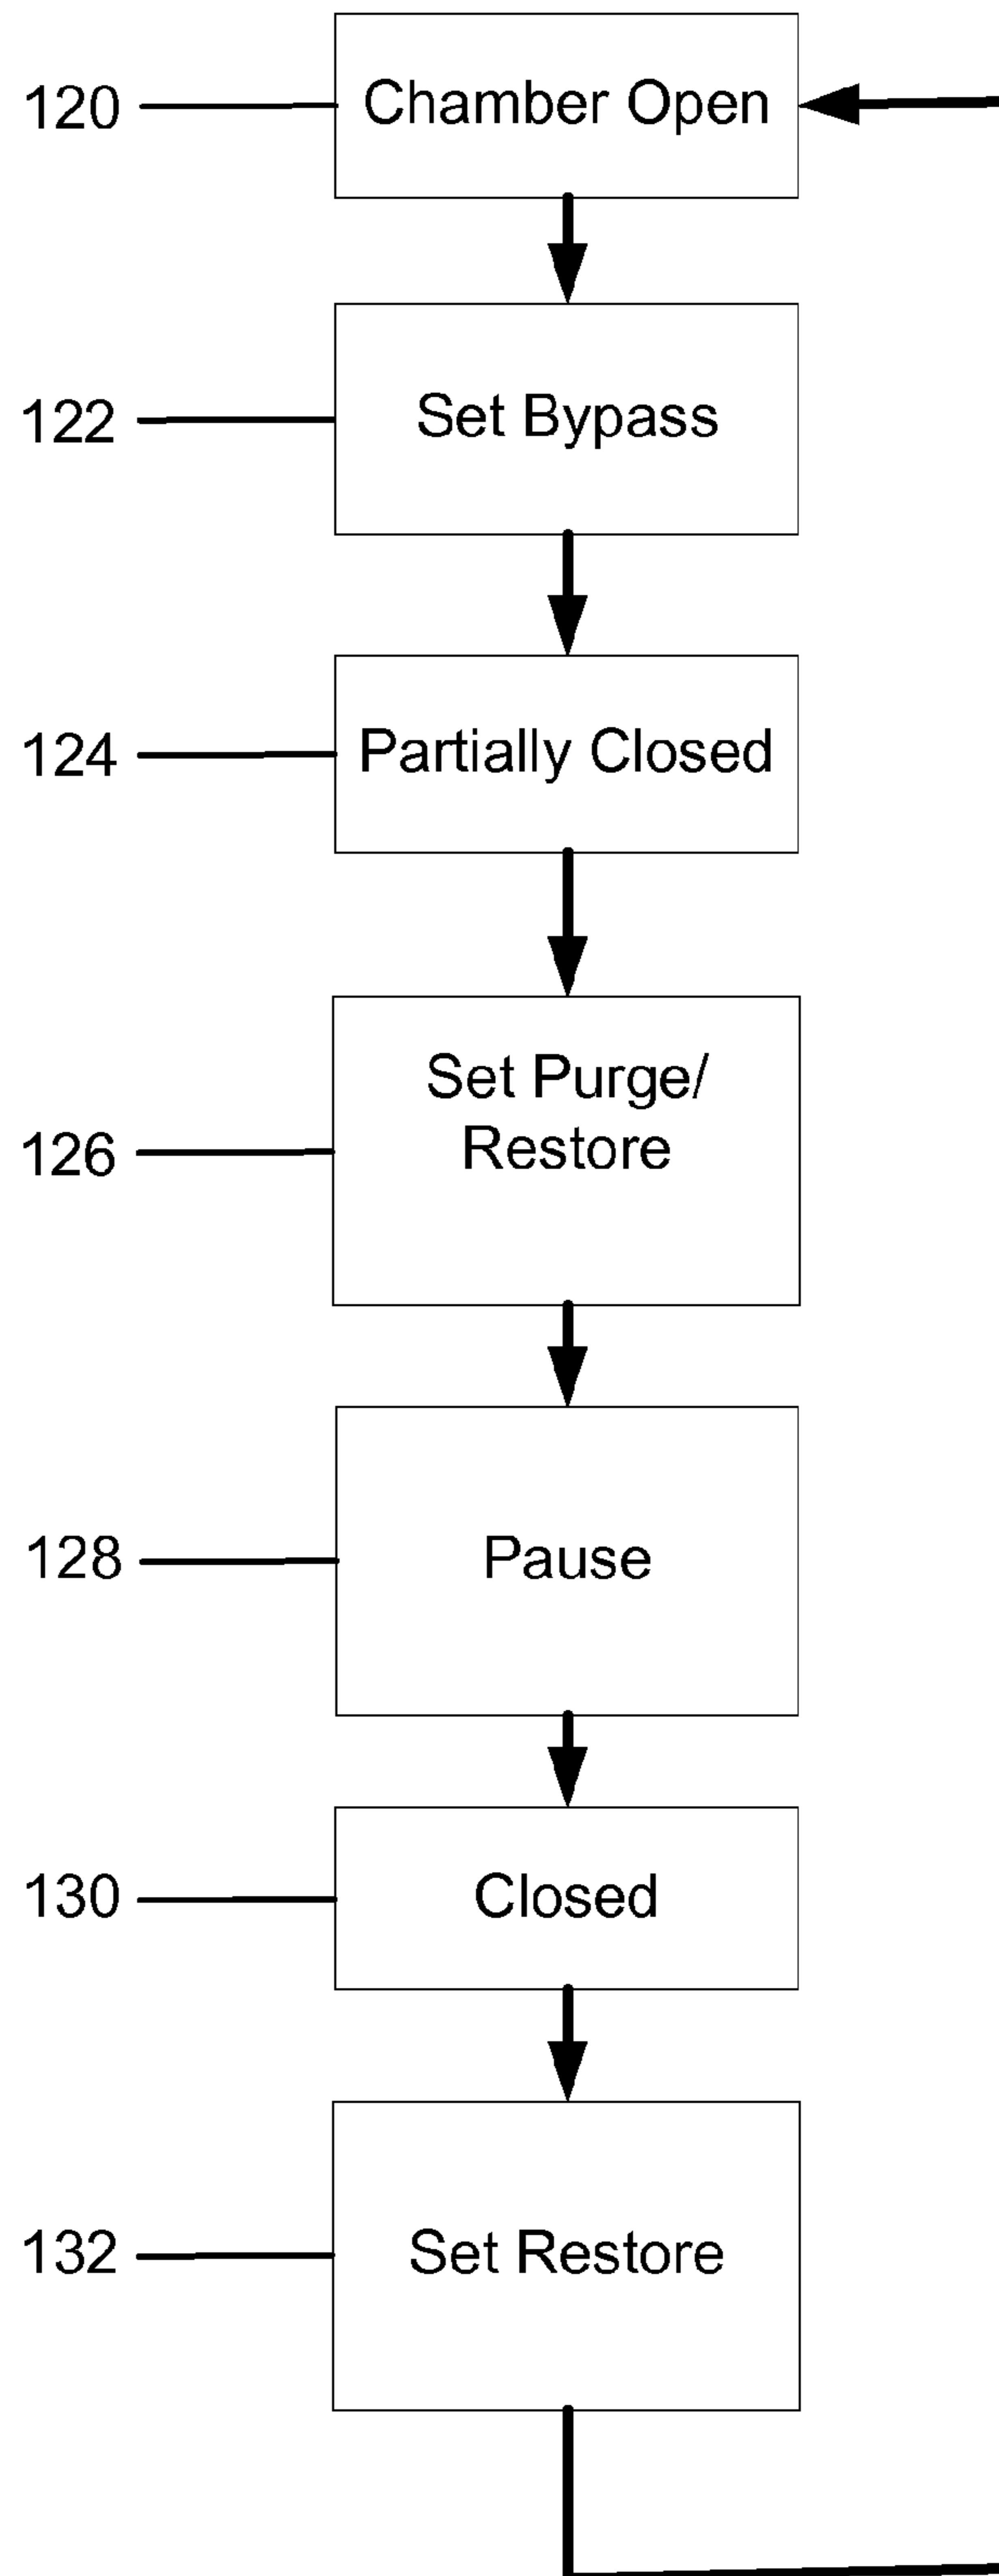 120
Chamber Open
122
Set Bypass
124
Partially Closed
126
Set Purge/
Restore
128
Pause
130
Closed
132
Set Restore